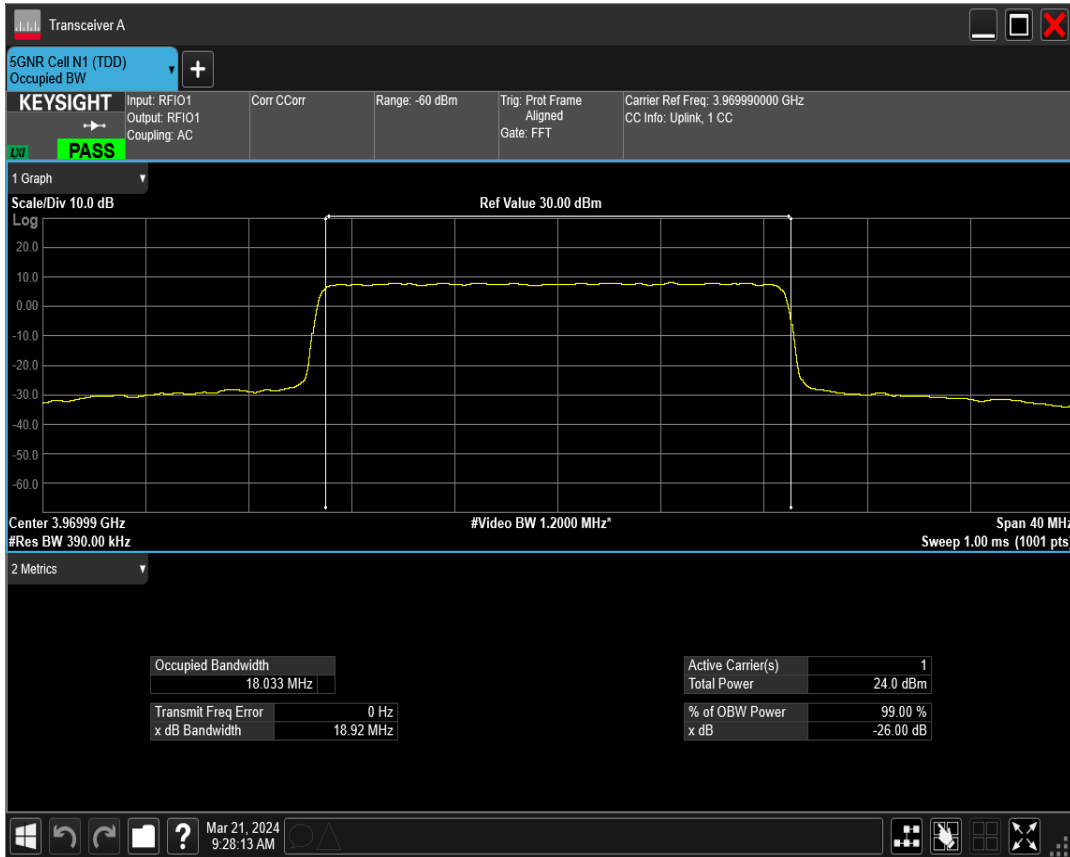 Transceiver A
5GNR Cell N1 (TDD)
Occupied BW
KEYSIGHT
LXI
PASS
Input: RFIO1
Output: RFIO1
Coupling: AC
Corr CCorr
Range: -60 dBm
Trig: Prot Frame
Aligned
Gate: FFT
Carrier Ref Freq: 3.969990000 GHz
CC Info: Uplink, 1 CC
1 Graph
Scale/Div 10.0 dB
Ref Value 30.00 dBm
Log
20.0
10.0
0.00
-10.0
-20.0
-30.0
-40.0
-50.0
-60.0
Center 3.96999 GHz
#Video BW 1.2000 MHz*
Span 40 MHz
#Res BW 390.00 kHz
Sweep 1.00 ms (1001 pts)
2 Metrics
Occupied Bandwidth
18.033 MHz
Transmit Freq Error 0 Hz
x dB Bandwidth 18.92 MHz
Active Carrier(s) 1
Total Power 24.0 dBm
% of OBW Power 99.00 %
x dB -26.00 dB
Mar 21, 2024
9:28:13 AM